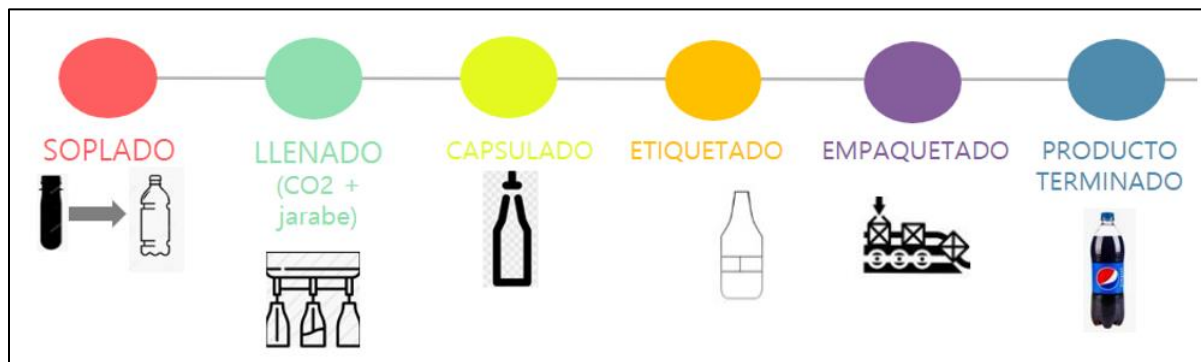 SOPLADO
LLENADO
(CO2 +
jarabe)
CAPSULADO
ETIQUETADO
EMPAQUETADO
PRODUCTO
TERMINADO